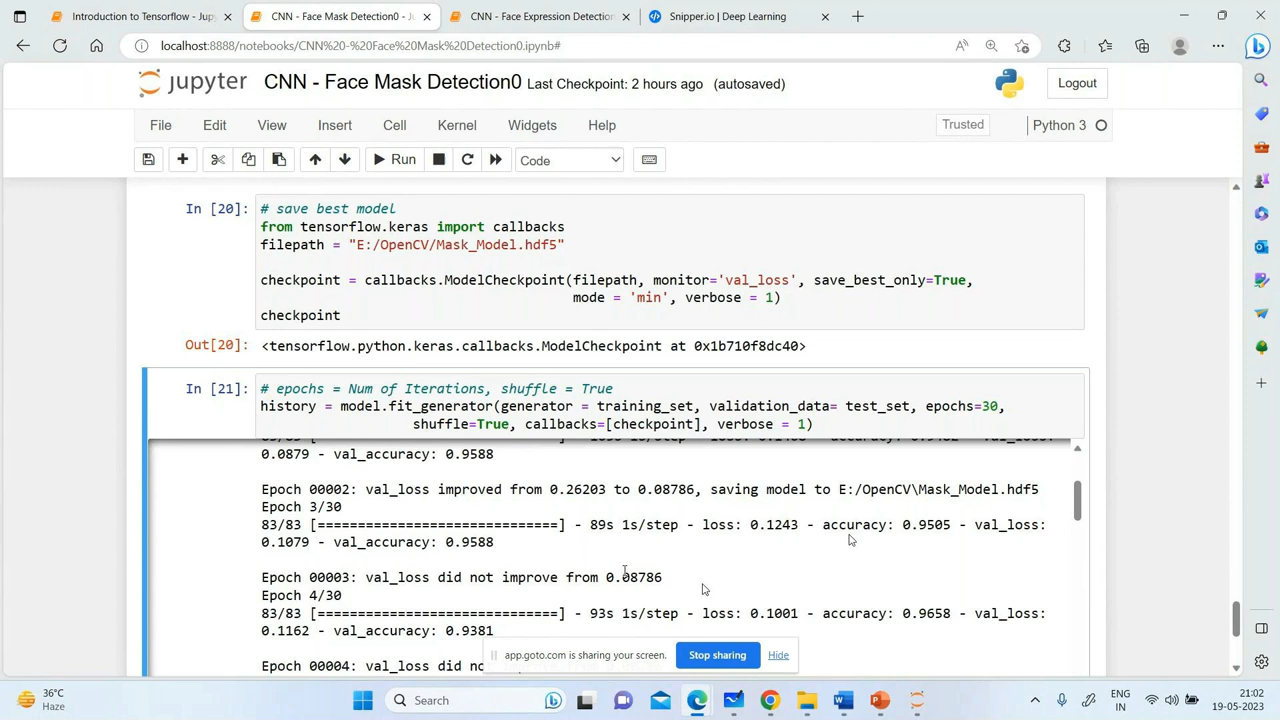 Introduction to Tensorflow - Jupy
CNN - Face Mask Detection0 - J
CNN - Face Expression Detection
Snipper.io | Deep Learning
localhost:8888/notebooks/CNN%20-%20Face%20Mask%20Detection0.ipynb#
jupyter CNN - Face Mask Detection0 Last Checkpoint: 2 hours ago (autosaved)
Logout
File Edit View Insert Cell Kernel Widgets Help
Trusted
Python 3
Run
Code
In [20]: # save best model
from tensorflow.keras import callbacks
filepath = "E:/OpenCV/Mask_Model.hdf5"
checkpoint = callbacks.ModelCheckpoint(filepath, monitor='val_loss', save_best_only=True,
mode = 'min', verbose = 1)
checkpoint
Out[20]: <tensorflow.python.keras.callbacks.ModelCheckpoint at 0x1b710f8dc40>
In [21]: # epochs = Num of Iterations, shuffle = True
history = model.fit_generator(generator = training_set, validation_data= test_set, epochs=30,
shuffle=True, callbacks=[checkpoint], verbose = 1)
0.0879 - val_accuracy: 0.9588
Epoch 00002: val_loss improved from 0.26203 to 0.08786, saving model to E:/OpenCV\Mask_Model.hdf5
Epoch 3/30
83/83 [==============================] - 89s 1s/step - loss: 0.1243 - accuracy: 0.9505 - val_loss:
0.1079 - val_accuracy: 0.9588
Epoch 00003: val_loss did not improve from 0.08786
Epoch 4/30
83/83 [==============================] - 93s 1s/step - loss: 0.1001 - accuracy: 0.9658 - val_loss:
0.1162 - val_accuracy: 0.9381
Epoch 00004: val_loss did
app.goto.com is sharing your screen.
Stop sharing
Hide
36°C
Haze
Search
ENG
IN
21:02
19-05-2023